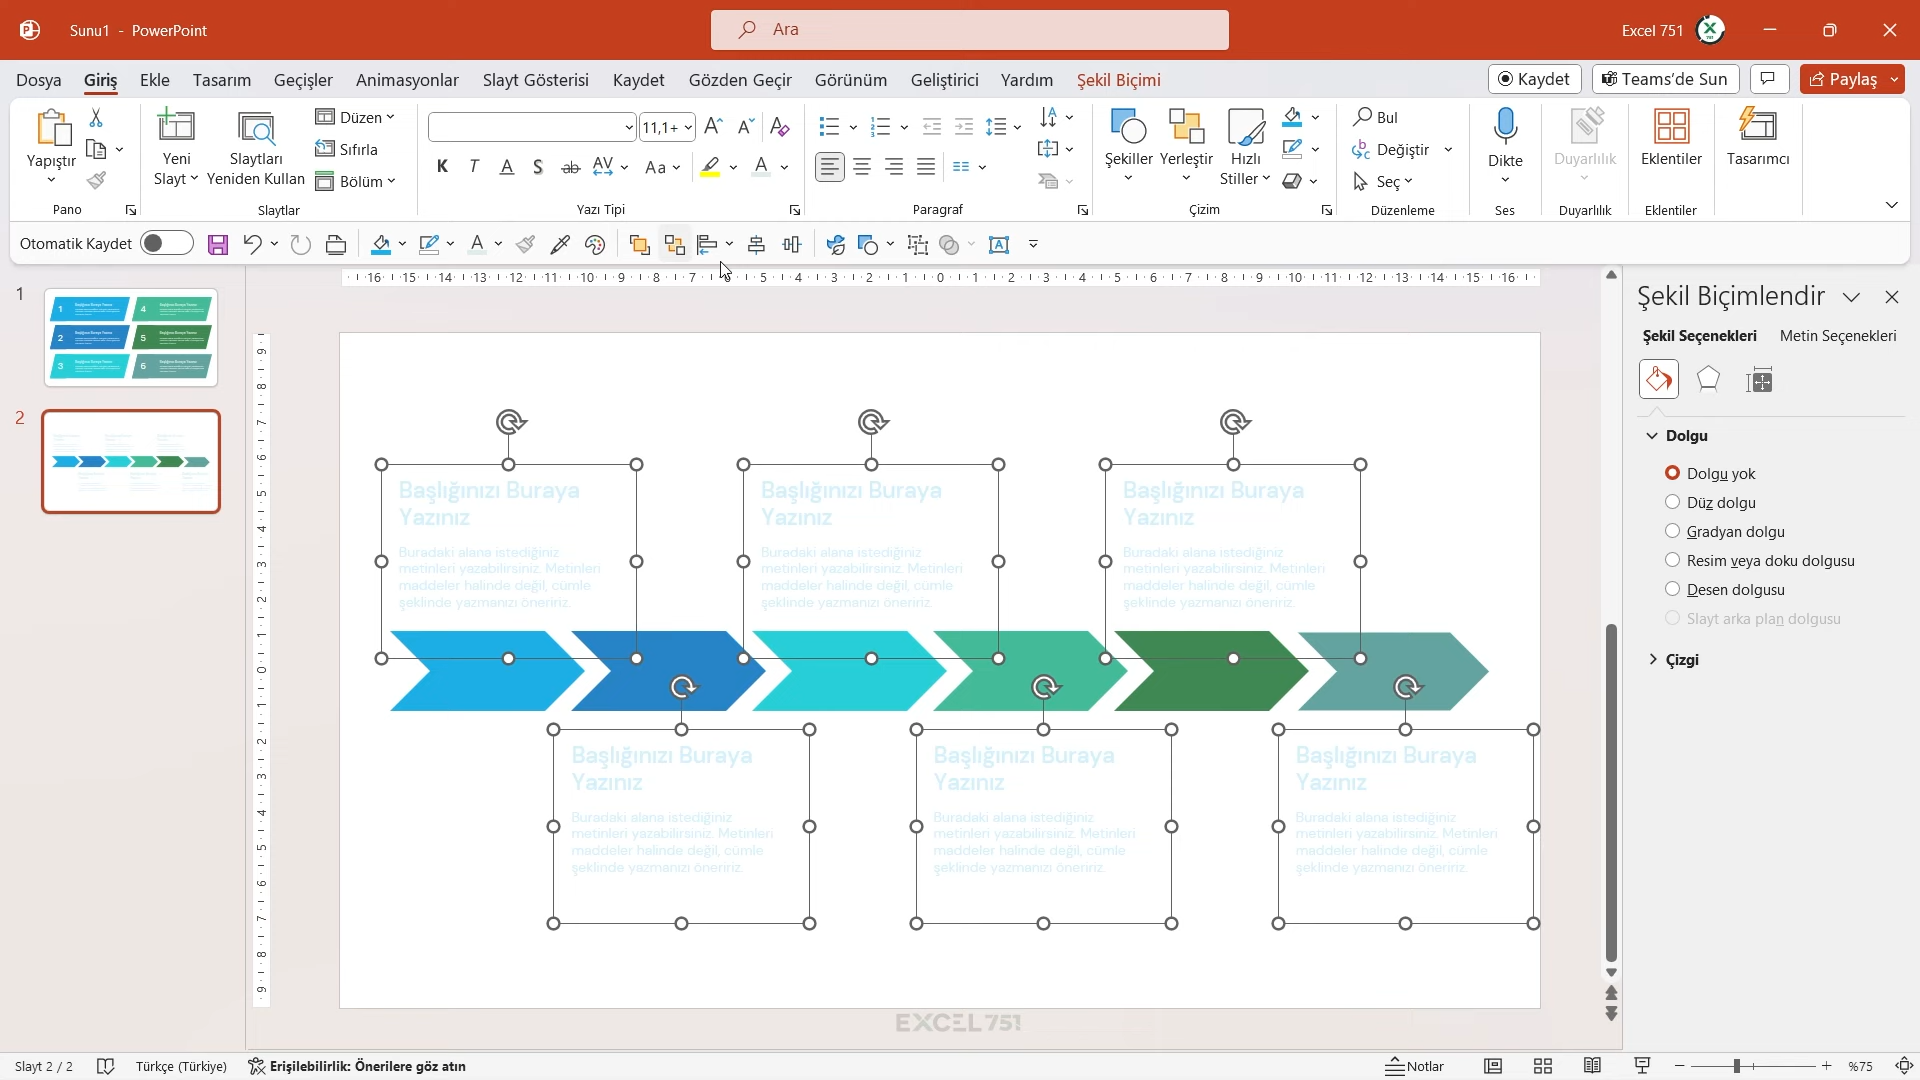 Sunu1 - PowerPoint
Ara
Excel 751
Dosya Giriş Ekle Tasarım Geçişler Animasyonlar Slayt Gösterisi Kaydet Gözden Geçir Görünüm Geliştirici Yardım Şekil Biçimi
Kaydet
Teams'de Sun
Paylaş
Yapıştır
Pano
Yeni
Slayt
Slaytları
Yeniden Kullan
Düzen
Sıfırla
Bölüm
Slaytlar
11,1+
K T A S ab AV Aa A
Yazı Tipi
Paragraf
Şekiller
Yerleştir
Hızlı
Stiller
Çizim
Bul
Değiştir
Seç
Düzenleme
Dikte
Ses
Duyarlılık
Duyarlılık
Eklentiler
Eklentiler
Tasarımcı
Otomatik Kaydet
1
2
Başlığınızı Buraya
Yazınız
Buradaki alana istediğiniz
metinleri yazabilirsiniz. Metinleri
maddeler halinde değil, cümle
şeklinde yazmanızı öneririz.
Başlığınızı Buraya
Yazınız
Buradaki alana istediğiniz
metinleri yazabilirsiniz. Metinleri
maddeler halinde değil, cümle
şeklinde yazmanızı öneririz.
Başlığınızı Buraya
Yazınız
Buradaki alana istediğiniz
metinleri yazabilirsiniz. Metinleri
maddeler halinde değil, cümle
şeklinde yazmanızı öneririz.
Başlığınızı Buraya
Yazınız
Buradaki alana istediğiniz
metinleri yazabilirsiniz. Metinleri
maddeler halinde değil, cümle
şeklinde yazmanızı öneririz.
Başlığınızı Buraya
Yazınız
Buradaki alana istediğiniz
metinleri yazabilirsiniz. Metinleri
maddeler halinde değil, cümle
şeklinde yazmanızı öneririz.
Başlığınızı Buraya
Yazınız
Buradaki alana istediğiniz
metinleri yazabilirsiniz. Metinleri
maddeler halinde değil, cümle
şeklinde yazmanızı öneririz.
EXCEL 751
Şekil Biçimlendir
Şekil Seçenekleri Metin Seçenekleri
Dolgu
Dolgu yok
Düz dolgu
Gradyan dolgu
Resim veya doku dolgusu
Desen dolgusu
Slayt arka plan dolgusu
Çizgi
Slayt 2 / 2
Türkçe (Türkiye)
Erişilebilirlik: Önerilere göz atın
Notlar
%75